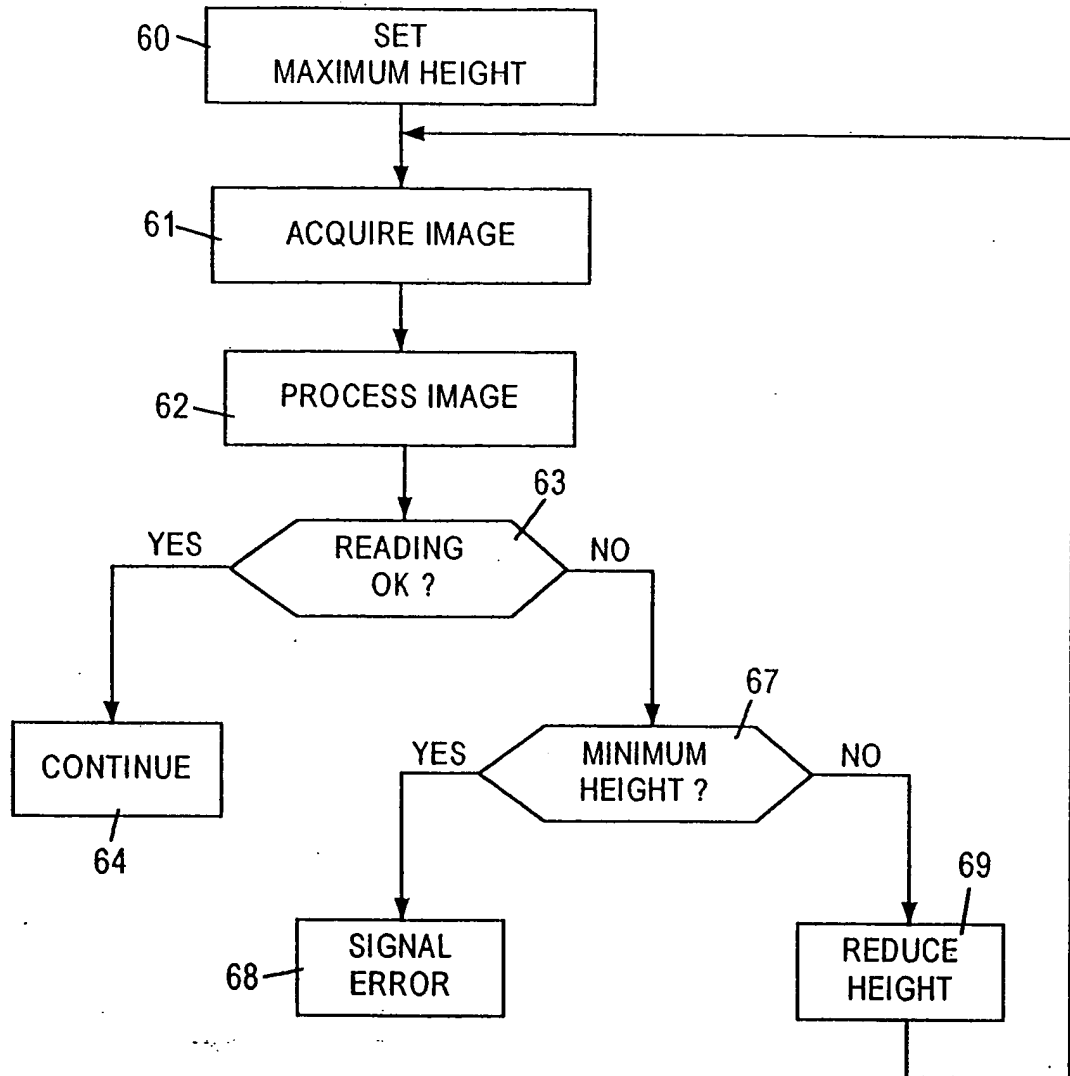 60
SET
MAXIMUM HEIGHT
61
ACQUIRE IMAGE
62
PROCESS IMAGE
63
YES
READING
OK ?
NO
67
CONTINUE
64
YES
MINIMUM
HEIGHT ?
NO
69
68
SIGNAL
ERROR
REDUCE
HEIGHT